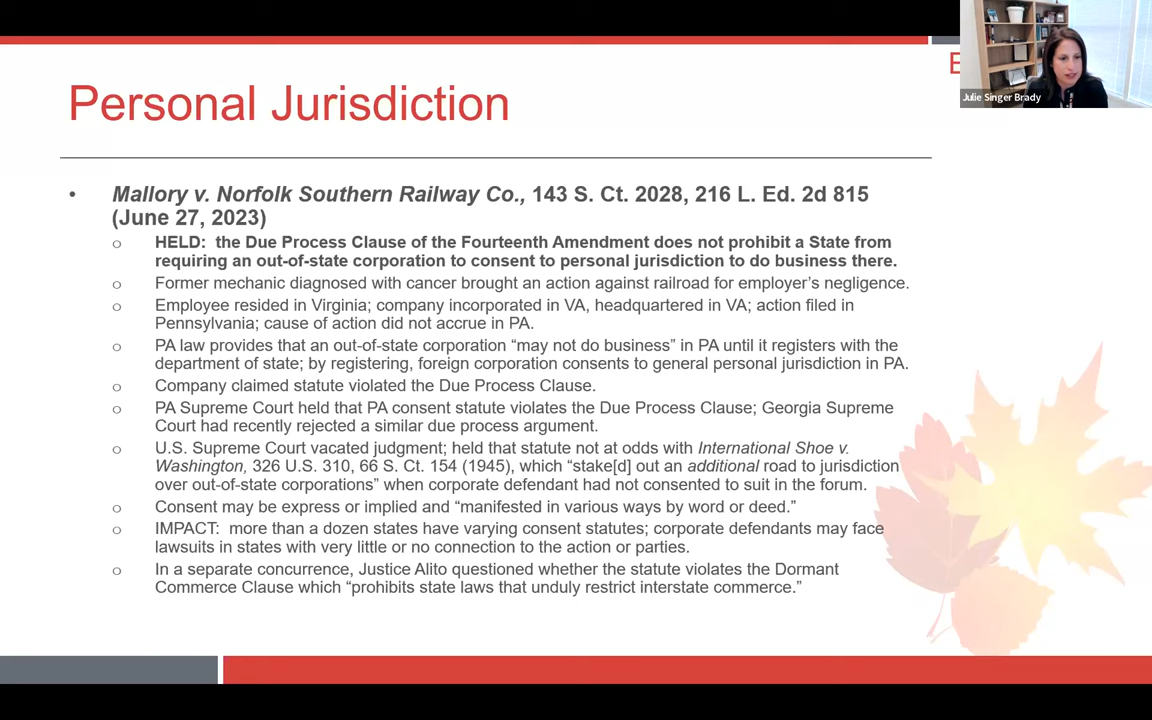 E
Julie Singer Brady
Personal Jurisdiction
• Mallory v. Norfolk Southern Railway Co., 143 S. Ct. 2028, 216 L. Ed. 2d 815
(June 27, 2023)
o HELD: the Due Process Clause of the Fourteenth Amendment does not prohibit a State from
requiring an out-of-state corporation to consent to personal jurisdiction to do business there.
o Former mechanic diagnosed with cancer brought an action against railroad for employer’s negligence.
o Employee resided in Virginia; company incorporated in VA, headquartered in VA; action filed in
Pennsylvania; cause of action did not accrue in PA.
o PA law provides that an out-of-state corporation “may not do business” in PA until it registers with the
department of state; by registering, foreign corporation consents to general personal jurisdiction in PA.
o Company claimed statute violated the Due Process Clause.
o PA Supreme Court held that PA consent statute violates the Due Process Clause; Georgia Supreme
Court had recently rejected a similar due process argument.
o U.S. Supreme Court vacated judgment; held that statute not at odds with International Shoe v.
Washington, 326 U.S. 310, 66 S. Ct. 154 (1945), which “stake[d] out an additional road to jurisdiction
over out-of-state corporations” when corporate defendant had not consented to suit in the forum.
o Consent may be express or implied and “manifested in various ways by word or deed.”
o IMPACT: more than a dozen states have varying consent statutes; corporate defendants may face
lawsuits in states with very little or no connection to the action or parties.
o In a separate concurrence, Justice Alito questioned whether the statute violates the Dormant
Commerce Clause which “prohibits state laws that unduly restrict interstate commerce.”